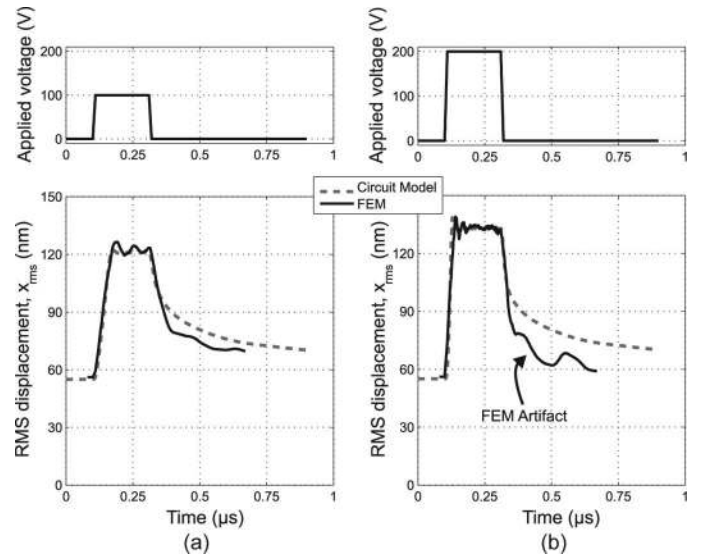 Applied voltage (V)
200
100
0
0 0.25 0.5 0.75 1
Applied voltage (V)
200
100
0
0 0.25 0.5 0.75 1
Circuit Model
FEM
RMS displacement, xrms (nm)
150
120
90
60
30
0
0 0.25 0.5 0.75 1
Time (µs)
(a)
RMS displacement, xrms (nm)
120
90
60
30
0
FEM Artifact
0 0.25 0.5 0.75 1
Time (µs)
(b)